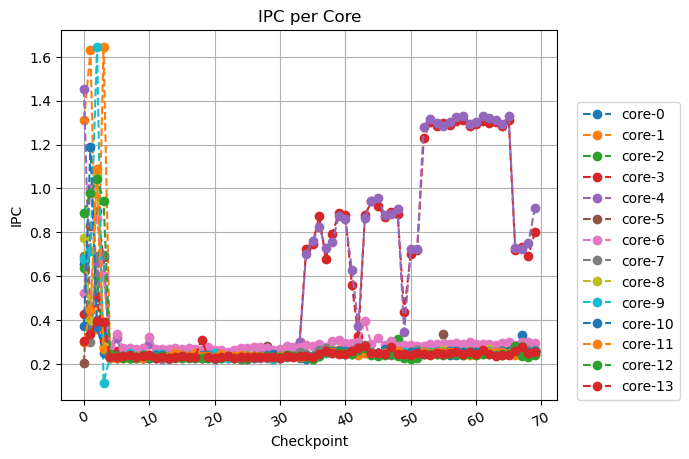 IPC per Core
IPC
1.6
1.4
1.2
1.0
0.8
0.6
0.4
0.2
0
10
20
30
40
50
60
70
Checkpoint
core-0
core-1
core-2
core-3
core-4
core-5
core-6
core-7
core-8
core-9
core-10
core-11
core-12
core-13